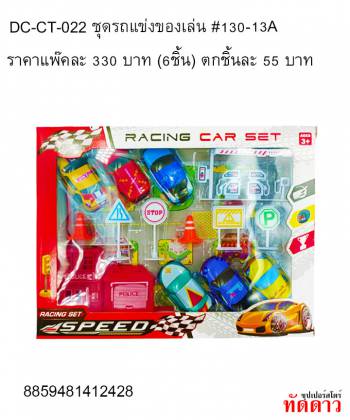 DC-CT-022 ชุดรถแข่งของเล่น #130-13A
ราคาแพ๊คละ 330 บาท (6ชิ้น) ตกชิ้นละ 55 บาท
RACING CAR SET
AGES
3+
STOP
P
POLICE
RACING SET
SPEED
8859481412428
ซุปเปอร์สโตร์
ทัดดาว